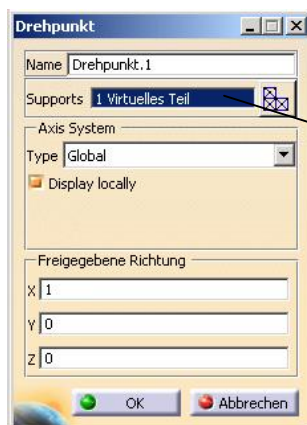 Drehpunkt
Name Drehpunkt.1
Supports 1 Virtuelles Teil
Axis System
Type Global
Display locally
Freigegebene Richtung
X 1
Y 0
Z 0
OK Abbrechen